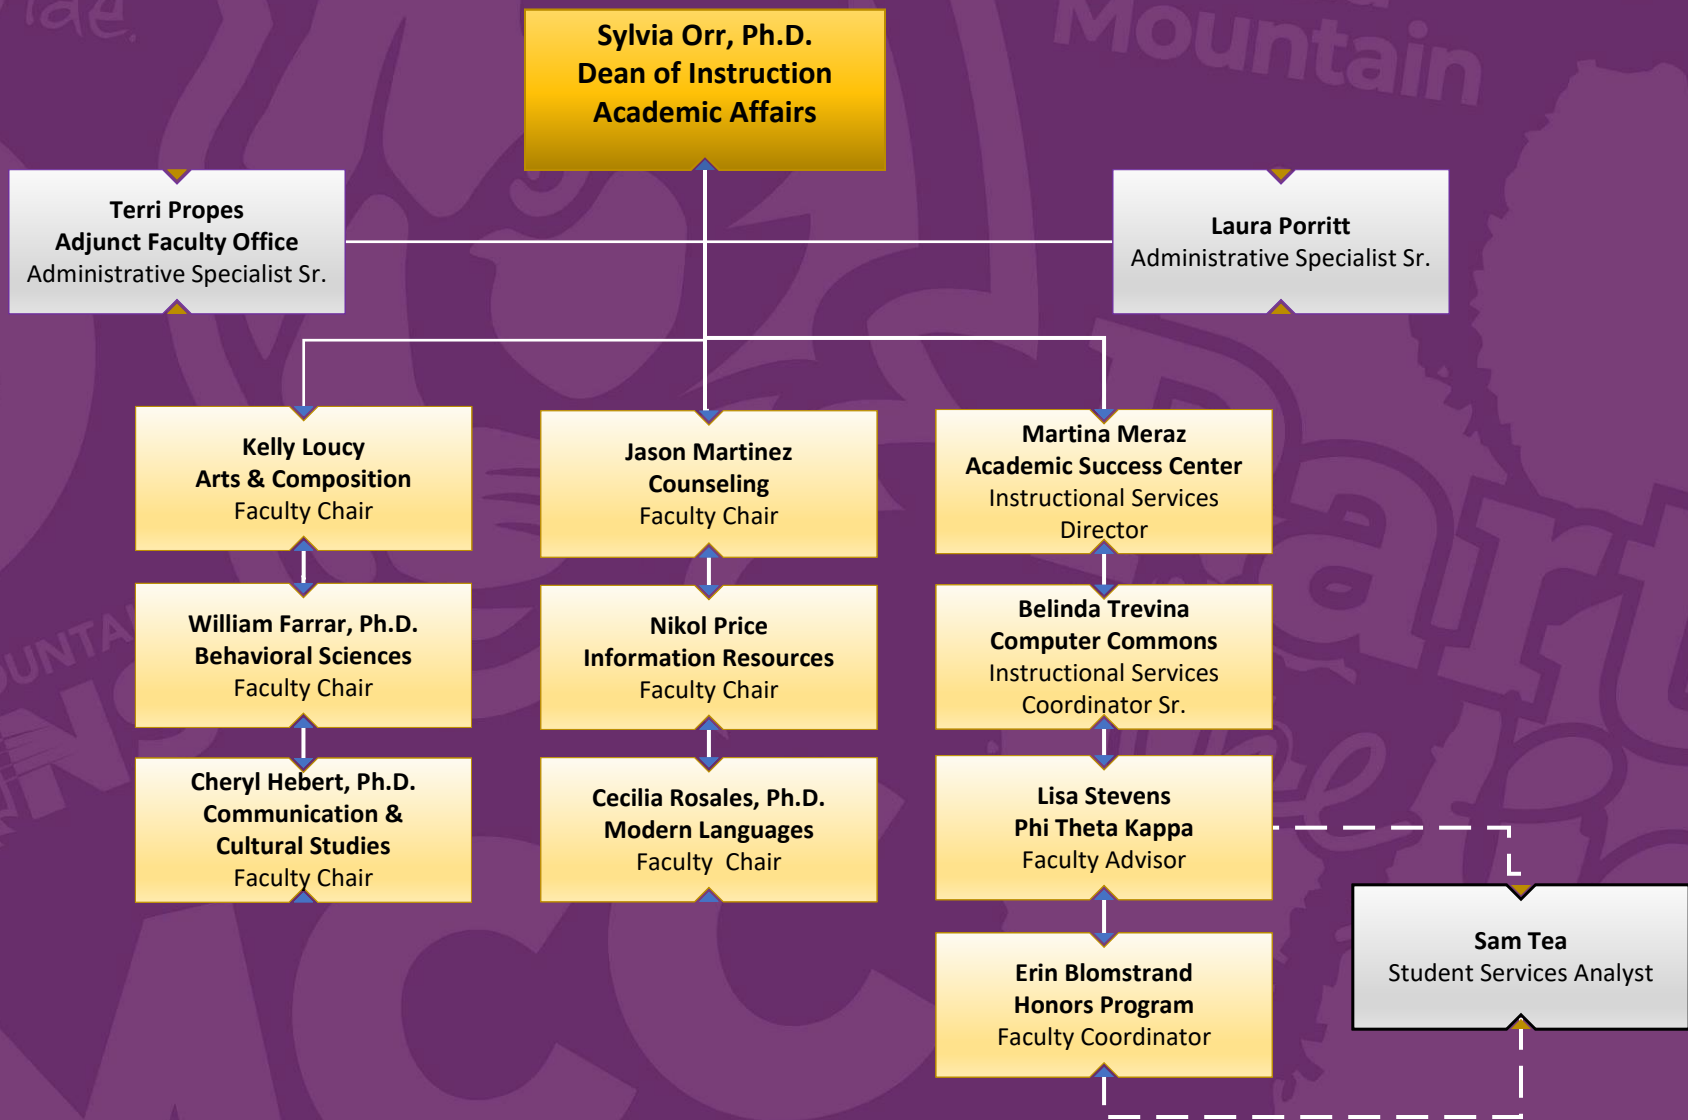 Mountain
Sylvia Orr, Ph.D.
Dean of Instruction
Academic Affairs
Terri Propes
Adjunct Faculty Office
Administrative Specialist Sr.
Laura Porritt
Administrative Specialist Sr.
Kelly Loucy
Arts & Composition
Faculty Chair
Jason Martinez
Counseling
Faculty Chair
Martina Meraz
Academic Success Center
Instructional Services
Director
William Farrar, Ph.D.
Behavioral Sciences
Faculty Chair
Nikol Price
Information Resources
Faculty Chair
Belinda Trevina
Computer Commons
Instructional Services
Coordinator Sr.
Cheryl Hebert, Ph.D.
Communication &
Cultural Studies
Faculty Chair
Cecilia Rosales, Ph.D.
Modern Languages
Faculty  Chair
Lisa Stevens
Phi Theta Kappa
Faculty Advisor
Sam Tea
Student Services Analyst
Erin Blomstrand
Honors Program
Faculty Coordinator